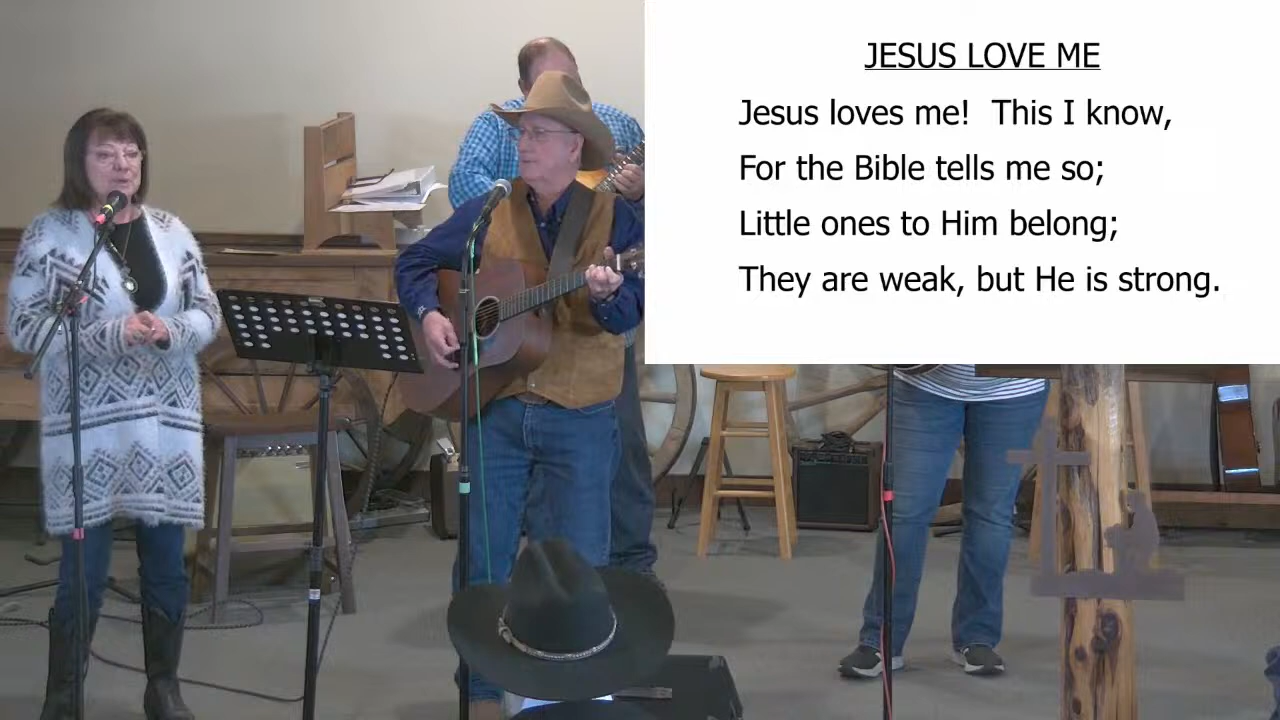 JESUS LOVE ME
Jesus loves me!  This I know,
For the Bible tells me so;
Little ones to Him belong;
They are weak, but He is strong.